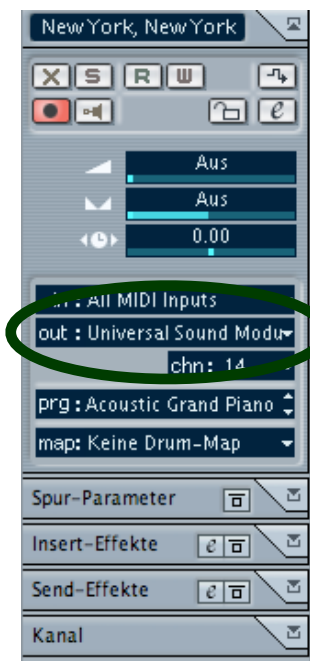 New York, New York
X S R W
e
Aus
Aus
0.00
in : All MIDI Inputs
out : Universal Sound Modu
chn : 14
prg : Acoustic Grand Piano
map: Keine Drum-Map
Spur-Parameter
Insert-Effekte e
Send-Effekte e
Kanal